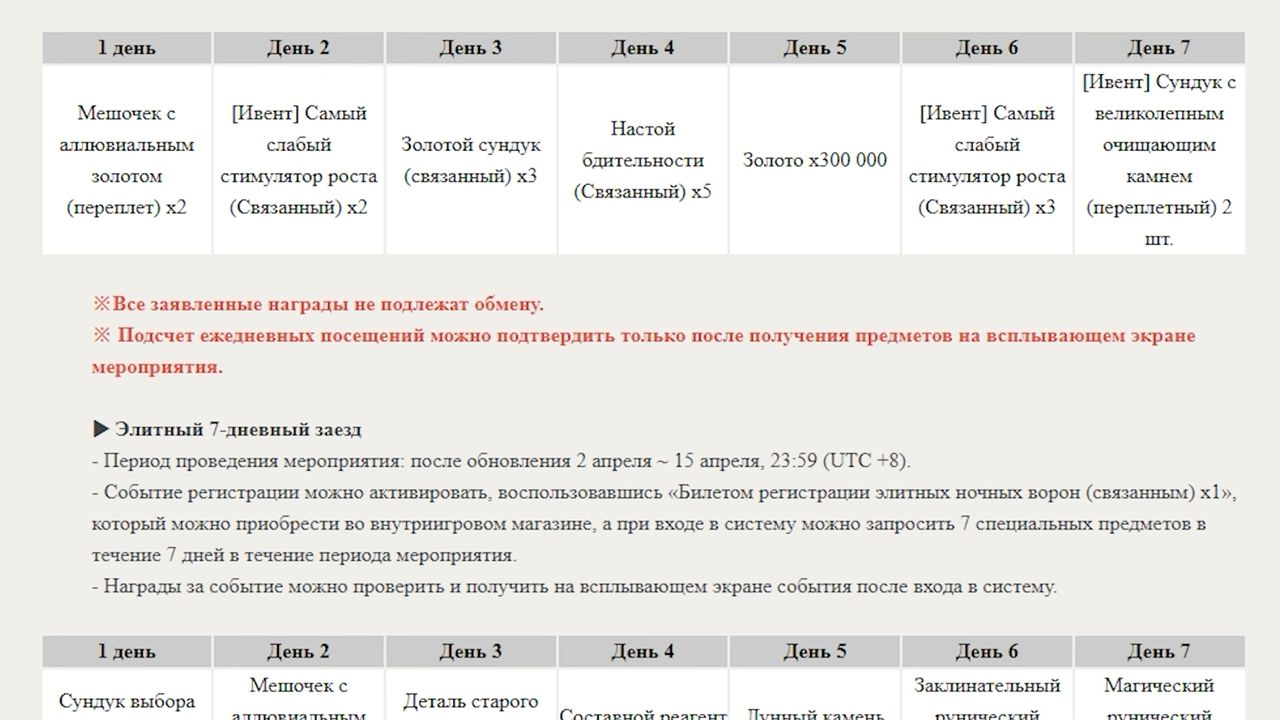 1 день День 2 День 3 День 4 День 5 День 6 День 7
Мешочек с
аллювиальным
золотом
(переплет) x2
[Ивент] Самый
слабый
стимулятор роста
(Связанный) x2
Золотой сундук
(связанный) x3
Настой
бдительности
(Связанный) x5
Золото x300 000
[Ивент] Самый
слабый
стимулятор роста
(Связанный) x3
[Ивент] Сундук с
великолепным
очищающим
камнем
(переплетный) 2
шт.
※Все заявленные награды не подлежат обмену.
※ Подсчет ежедневных посещений можно подтвердить только после получения предметов на всплывающем экране
мероприятия.
▶ Элитный 7-дневный заезд
- Период проведения мероприятия: после обновления 2 апреля ~ 15 апреля, 23:59 (UTC +8).
- Событие регистрации можно активировать, воспользовавшись «Билетом регистрации элитных ночных ворон (связанным) x1»,
который можно приобрести во внутриигровом магазине, а при входе в систему можно запросить 7 специальных предметов в
течение 7 дней в течение периода мероприятия.
- Награды за событие можно проверить и получить на всплывающем экране события после входа в систему.
1 день День 2 День 3 День 4 День 5 День 6 День 7
Сундук выбора
Мешочек с
аллювиальным
Деталь старого
Составной реагент
Лунный камень
Заклинательный
рунический
Магический
рунический